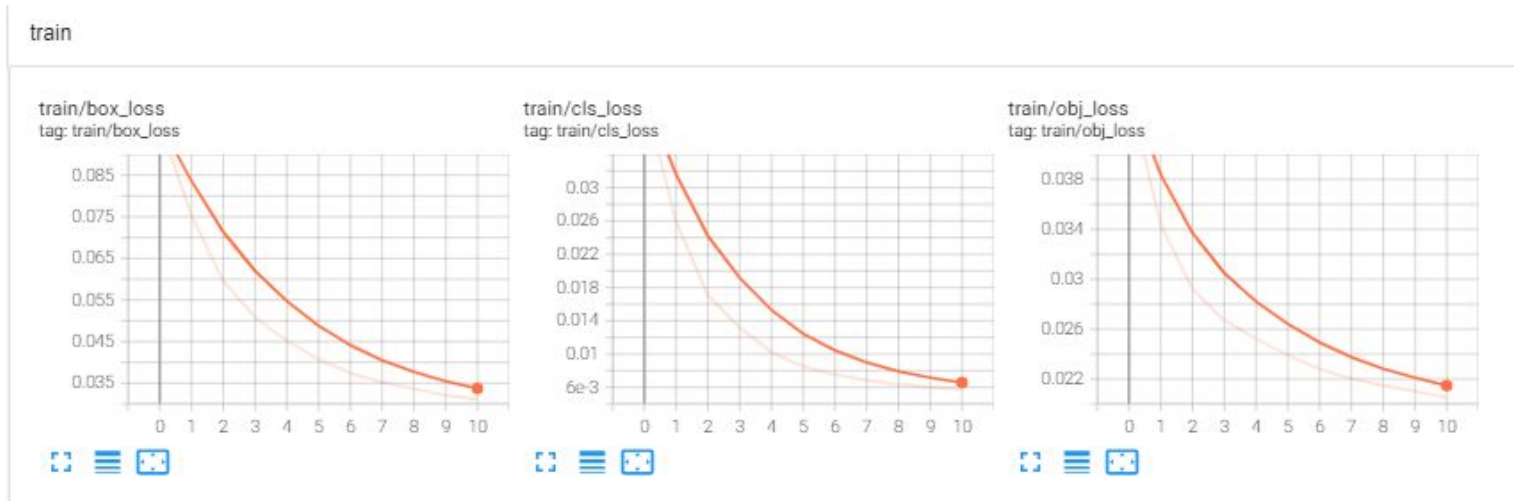 train
train/box_loss
tag: train/box_loss
0.085
0.075
0.065
0.055
0.045
0.035
0 1 2 3 4 5 6 7 8 9 10
train/cls_loss
tag: train/cls_loss
0.03
0.026
0.022
0.018
0.014
0.01
6e-3
0 1 2 3 4 5 6 7 8 9 10
train/obj_loss
tag: train/obj_loss
0.038
0.034
0.03
0.026
0.022
0 1 2 3 4 5 6 7 8 9 10